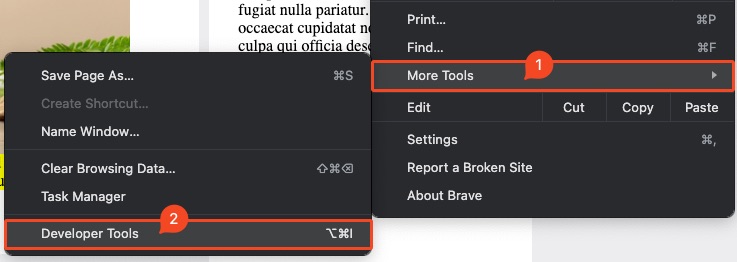 fugiat nulla pariatur.
occaecat cupidatat
culpa qui officia
Print... ⌘P
Find... ⌘F
1
More Tools
Edit Cut Copy Paste
Settings ⌘,
Report a Broken Site
About Brave
Save Page As... ⌘S
Create Shortcut...
Name Window...
Clear Browsing Data... ⇧⌘⌫
Task Manager
2
Developer Tools ⌥⌘I